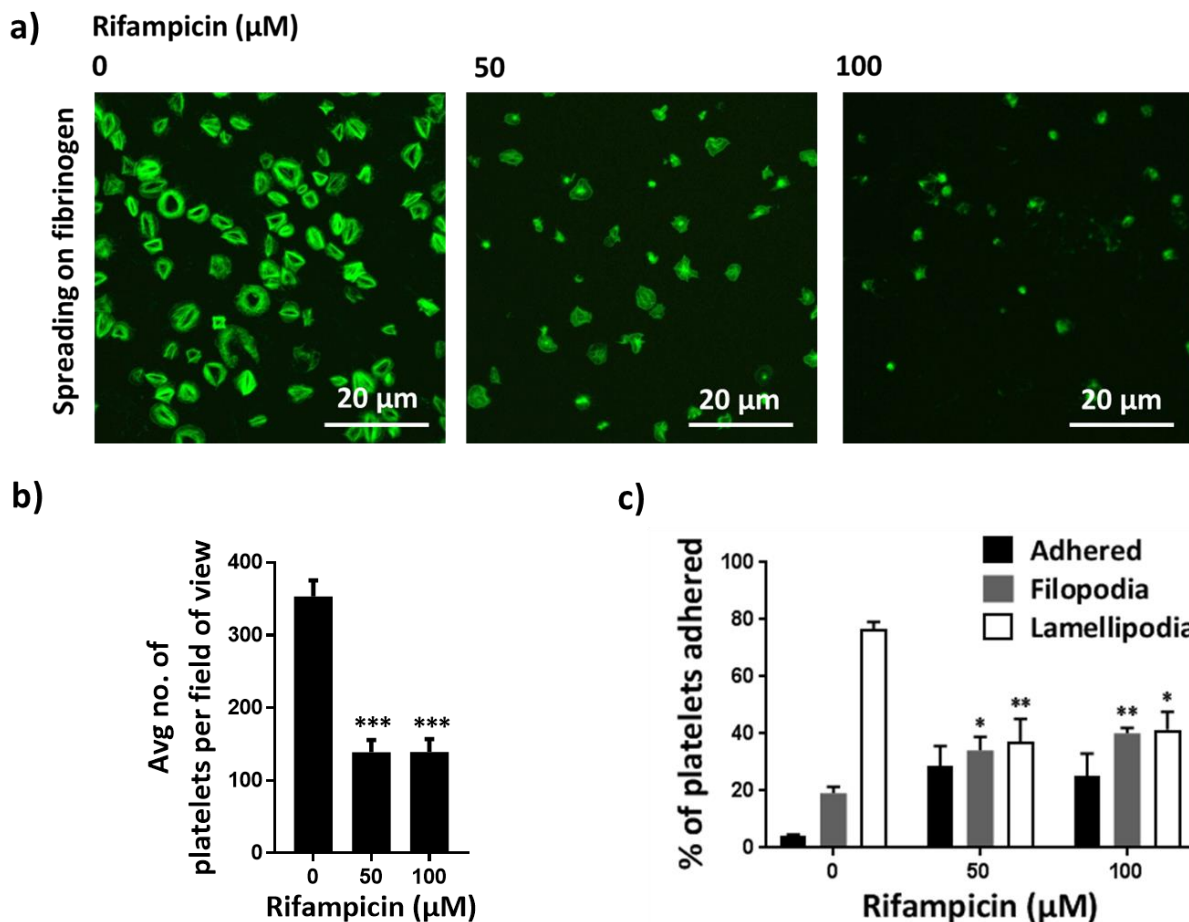 a)
Rifampicin (µM)
0
50
100
Spreading on fibrinogen
20 µm
20 µm
20 µm
b)
Avg no. of
platelets per field of view
400
300
200
100
0
***
***
0
50
100
Rifampicin (µM)
c)
% of platelets adhered
100
80
60
40
20
0
Adhered
Filopodia
Lamellipodia
*
**
**
*
0
50
100
Rifampicin (µM)